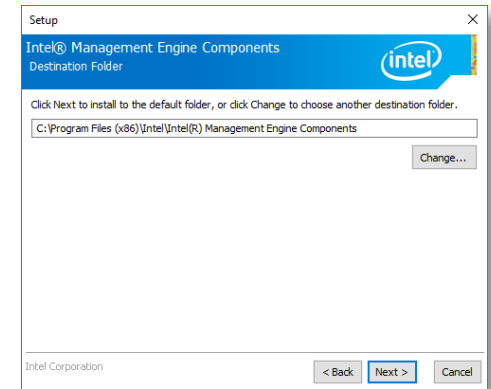 Setup
Intel® Management Engine Components
Destination Folder
intel
Click Next to install to the default folder, or click Change to choose another destination folder.
C:\Program Files (x86)\Intel\Intel(R) Management Engine Components
Change...
Intel Corporation
< Back Next > Cancel